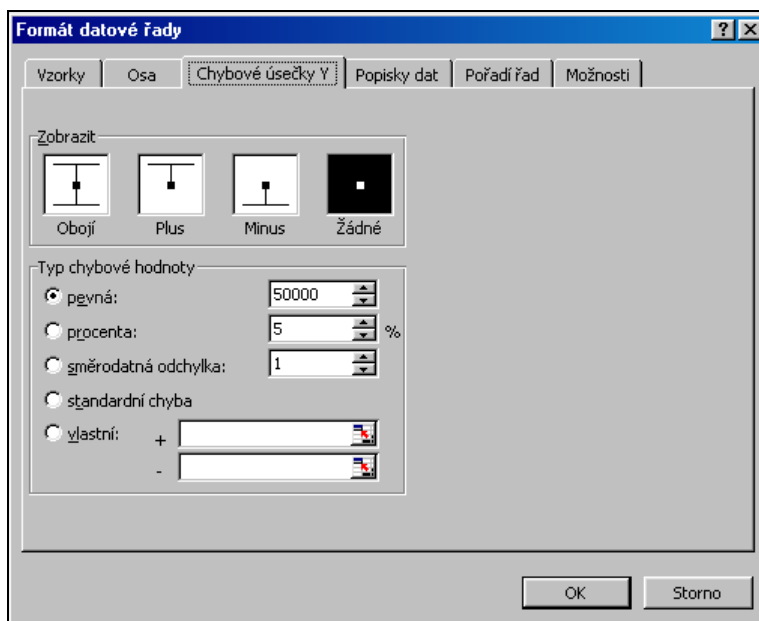 Formát datové řady
Vzorky Osa Chybové úsečky Y Popisky dat Pořadí řad Možnosti
Zobrazit
Obojí Plus Minus Žádné
Typ chybové hodnoty
pevná: 50000
procenta: 5 %
směrodatná odchylka: 1
standardní chyba
vlastní: +
-
OK Storno